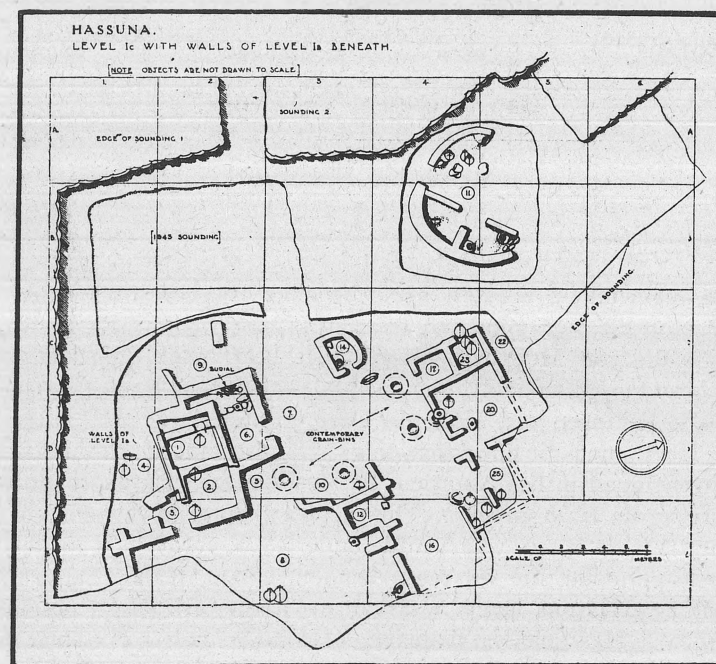 HASSUNA.
LEVEL Ic WITH WALLS OF LEVEL Ia BENEATH.
[NOTE OBJECTS ARE NOT DRAWN TO SCALE]
1. 2 3 4. 5 6.
SOUNDING 2.
A A
EDGE OF SOUNDING 1
11
B
[1943 SOUNDING]
EDGE OF SOUNDING
C
14 22
9 17 23
BURIAL
7. 20
CONTEMPORARY
GRAIN-BINS
WALLS OF
LEVEL Ia
6.
D
1
4.
2 5 10 25
3. 12
8 16
SCALE OF METRES